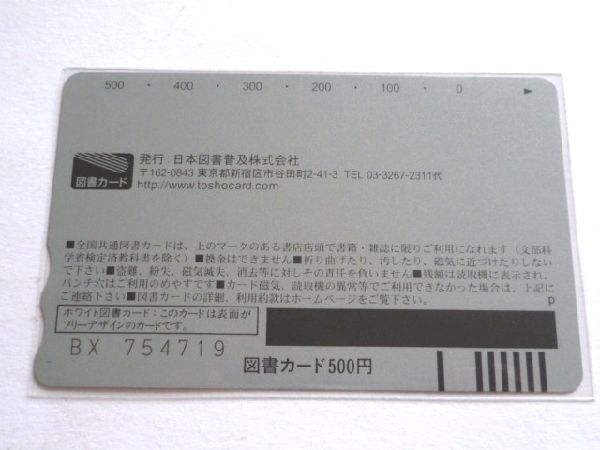 500 ・ 400 ・ 300 ・ 200 ・ 100 ・ 0 ▶
図書カード
発行：日本図書普及株式会社
〒162-0843 東京都新宿区市谷田町2-41-3 TEL 03-3267-2311代
http://www.toshocard.com
■全国共通図書カードは、上のマークのある書店店頭で書籍・雑誌に限りご利用になれます（文部科
学省検定済教科書を除く）■換金はできません■折り曲げたり、汚したり、磁気に近づけたりしない
で下さい■盗難、紛失、磁気滅失、消去等に対しその責任を負いません■残額は読取機に表示され、
パンチ穴はご利用のめやすです■カード磁気、読取機の異常等でご利用できなかった場合は、上記に
ご連絡下さい■図書カードの詳細、利用約款はホームページをご覧下さい。
P
ホワイト図書カード：このカードは表面が
フリーデザインのカードです。
BX 754719
図書カード500円